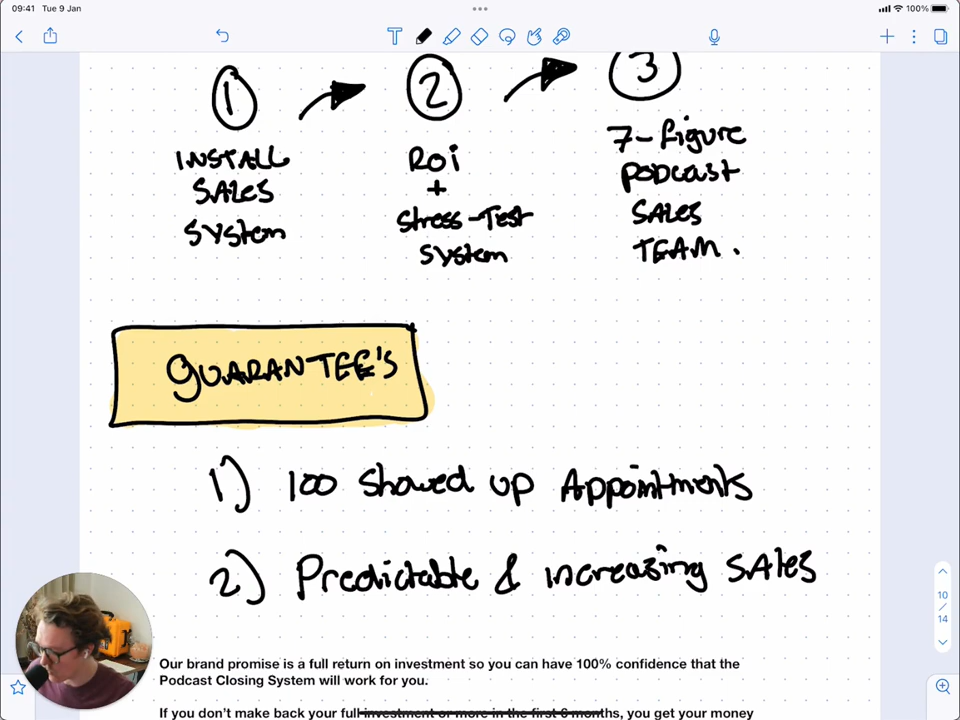 09:41 Tue 9 Jan
100%
1
2
3
INSTALL
SALES
SYSTEM
ROI
+
Stress-Test
System
7-Figure
Podcast
SALES
TEAM.
GUARANTEE'S
1) 100 Showed up Appointments
2) Predictable & increasing SALES
10
/
14
Our brand promise is a full return on investment so you can have 100% confidence that the
Podcast Closing System will work for you.
If you don't make back your full investment or more in the first 6 months, you get your money